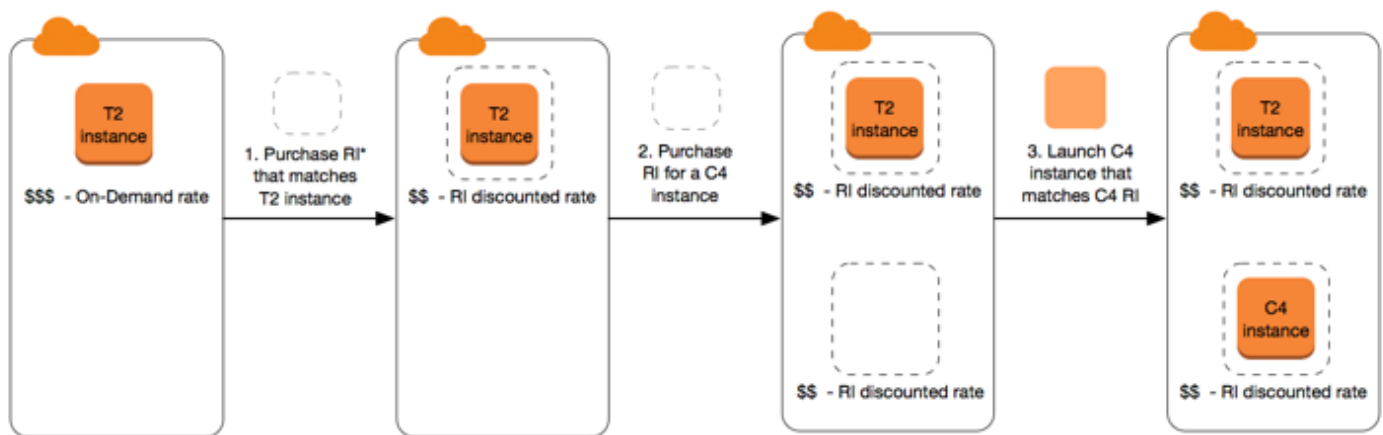 T2
instance
$$$ - On-Demand rate
1. Purchase RI*
that matches
T2 instance
T2
instance
$$ - RI discounted rate
2. Purchase
RI for a C4
instance
T2
instance
$$ - RI discounted rate
$$ - RI discounted rate
3. Launch C4
instance that
matches C4 RI
T2
instance
$$ - RI discounted rate
C4
instance
$$ - RI discounted rate